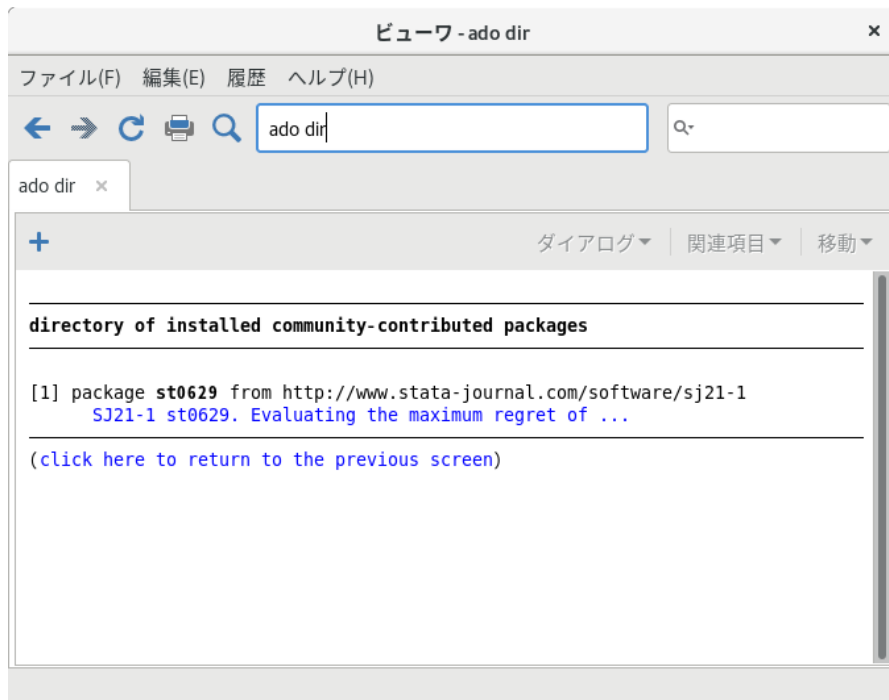 ビューワ - ado dir
ファイル(F) 編集(E) 履歴 ヘルプ(H)
ado dir
ado dir
ダイアログ 関連項目 移動
directory of installed community-contributed packages
[1] package st0629 from http://www.stata-journal.com/software/sj21-1
SJ21-1 st0629. Evaluating the maximum regret of ...
(click here to return to the previous screen)